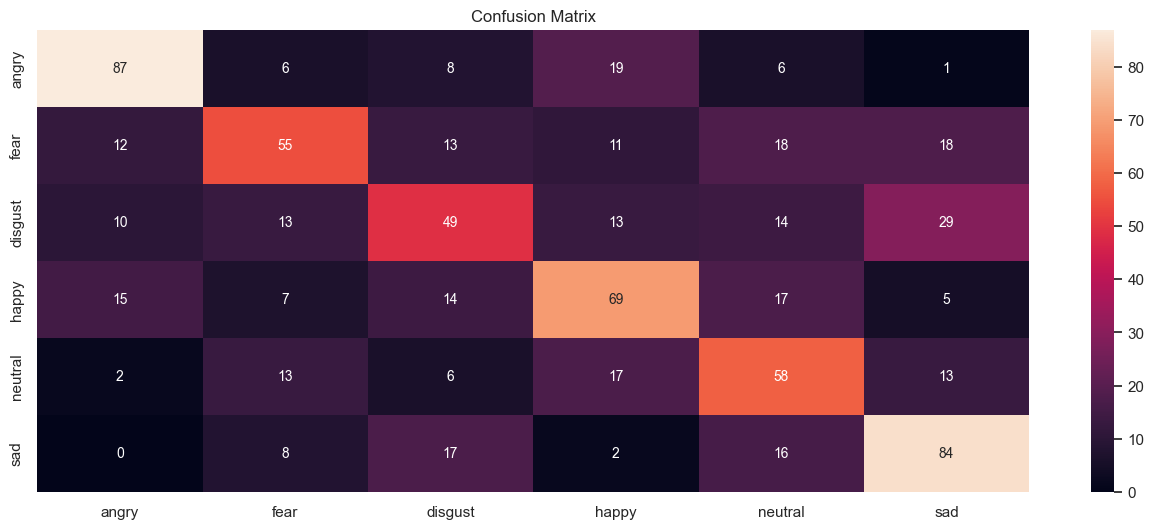 Confusion Matrix
angry 87 6 8 19 6 1
fear 12 55 13 11 18 18
disgust 10 13 49 13 14 29
happy 15 7 14 69 17 5
neutral 2 13 6 17 58 13
sad 0 8 17 2 16 84
angry fear disgust happy neutral sad
80
70
60
50
40
30
20
10
0